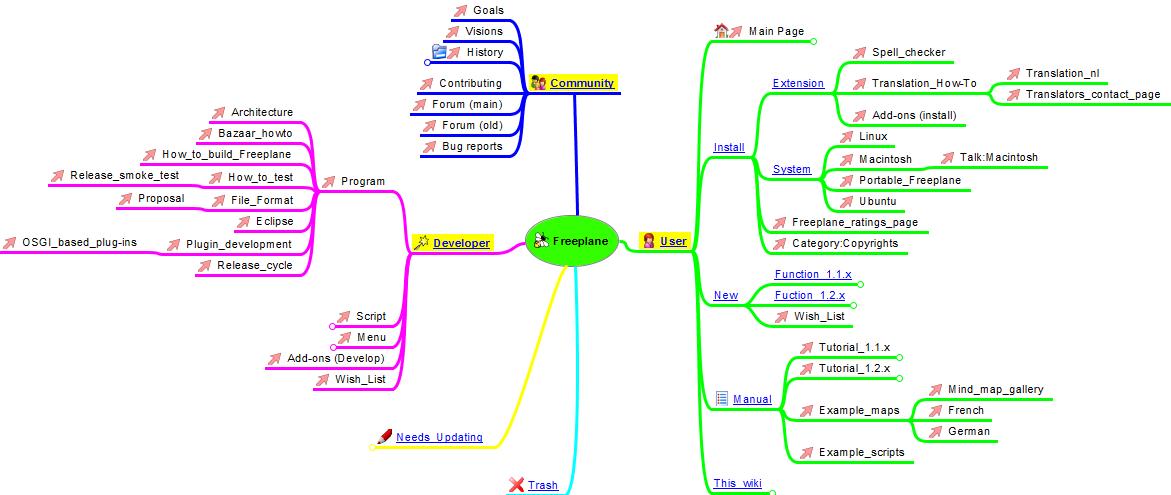 Freeplane
Community
Goals
Visions
History
Contributing
Forum (main)
Forum (old)
Bug reports
Developer
Program
Architecture
Bazaar_howto
How_to_build_Freeplane
How_to_test
Release_smoke_test
File_Format
Proposal
Eclipse
Plugin_development
OSGI_based_plug-ins
Release_cycle
Script
Menu
Add-ons (Develop)
Wish_List
Needs_Updating
Trash
User
Main Page
Install
Extension
Spell_checker
Translation_How-To
Translation_nl
Translators_contact_page
Add-ons (install)
System
Linux
Macintosh
Talk:Macintosh
Portable_Freeplane
Ubuntu
Freeplane_ratings_page
Category:Copyrights
New
Function_1.1.x
Fuction_1.2.x
Wish_List
Manual
Tutorial_1.1.x
Tutorial_1.2.x
Example_maps
Mind_map_gallery
French
German
Example_scripts
This_wiki